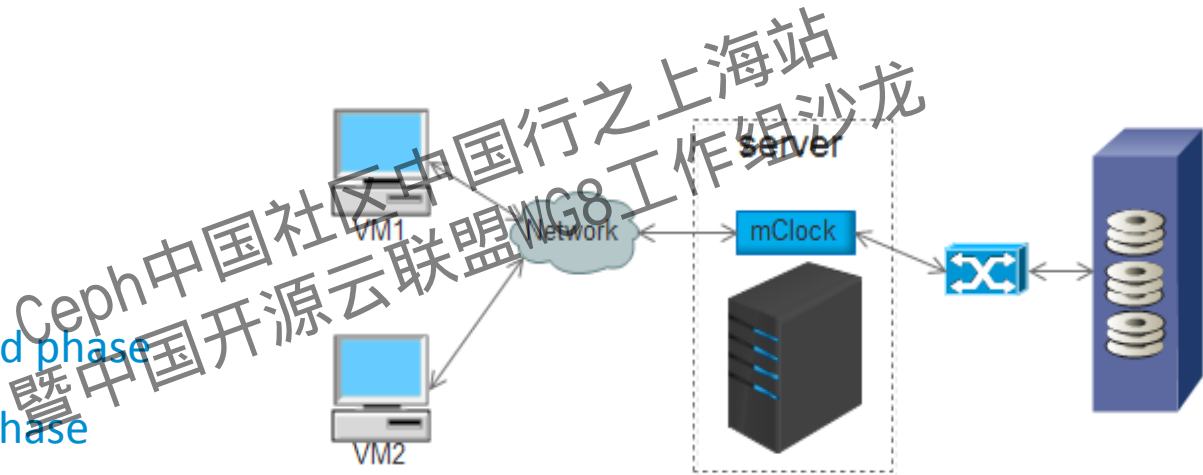 Ceph中国社区中国行之上海站
暨中国开源云联盟WG8工作组沙龙
server
VM1
Network
mClock
d phase
hase
VM2